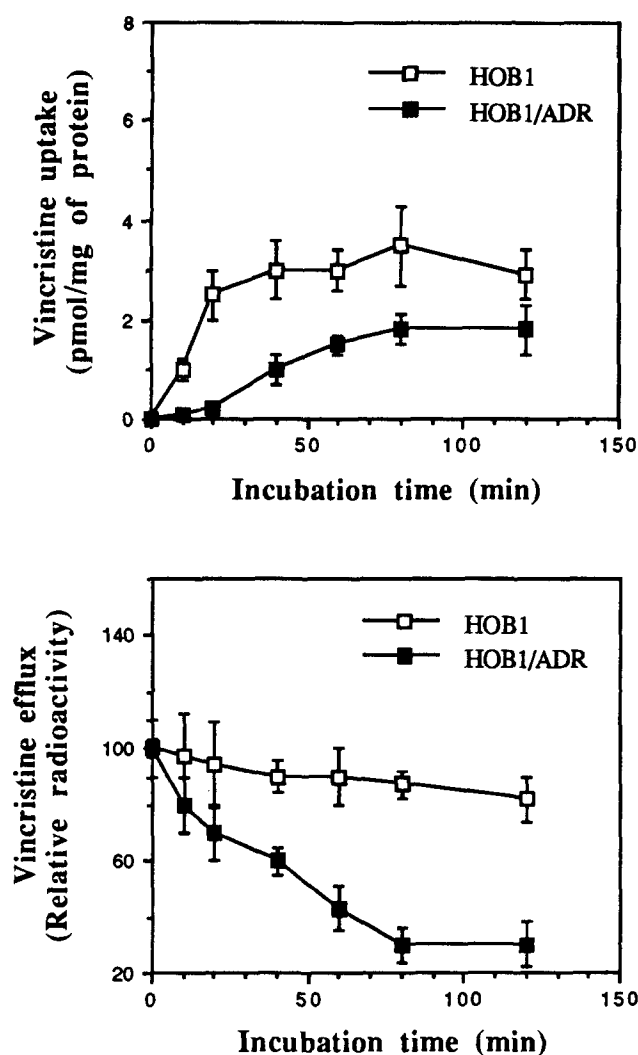 8
6
4
2
0
Vincristine uptake
(pmol/mg of protein)
HOB1
HOB1/ADR
0 50 100 150
Incubation time (min)
140
100
60
20
Vincristine efflux
(Relative radioactivity)
HOB1
HOB1/ADR
0 50 100 150
Incubation time (min)